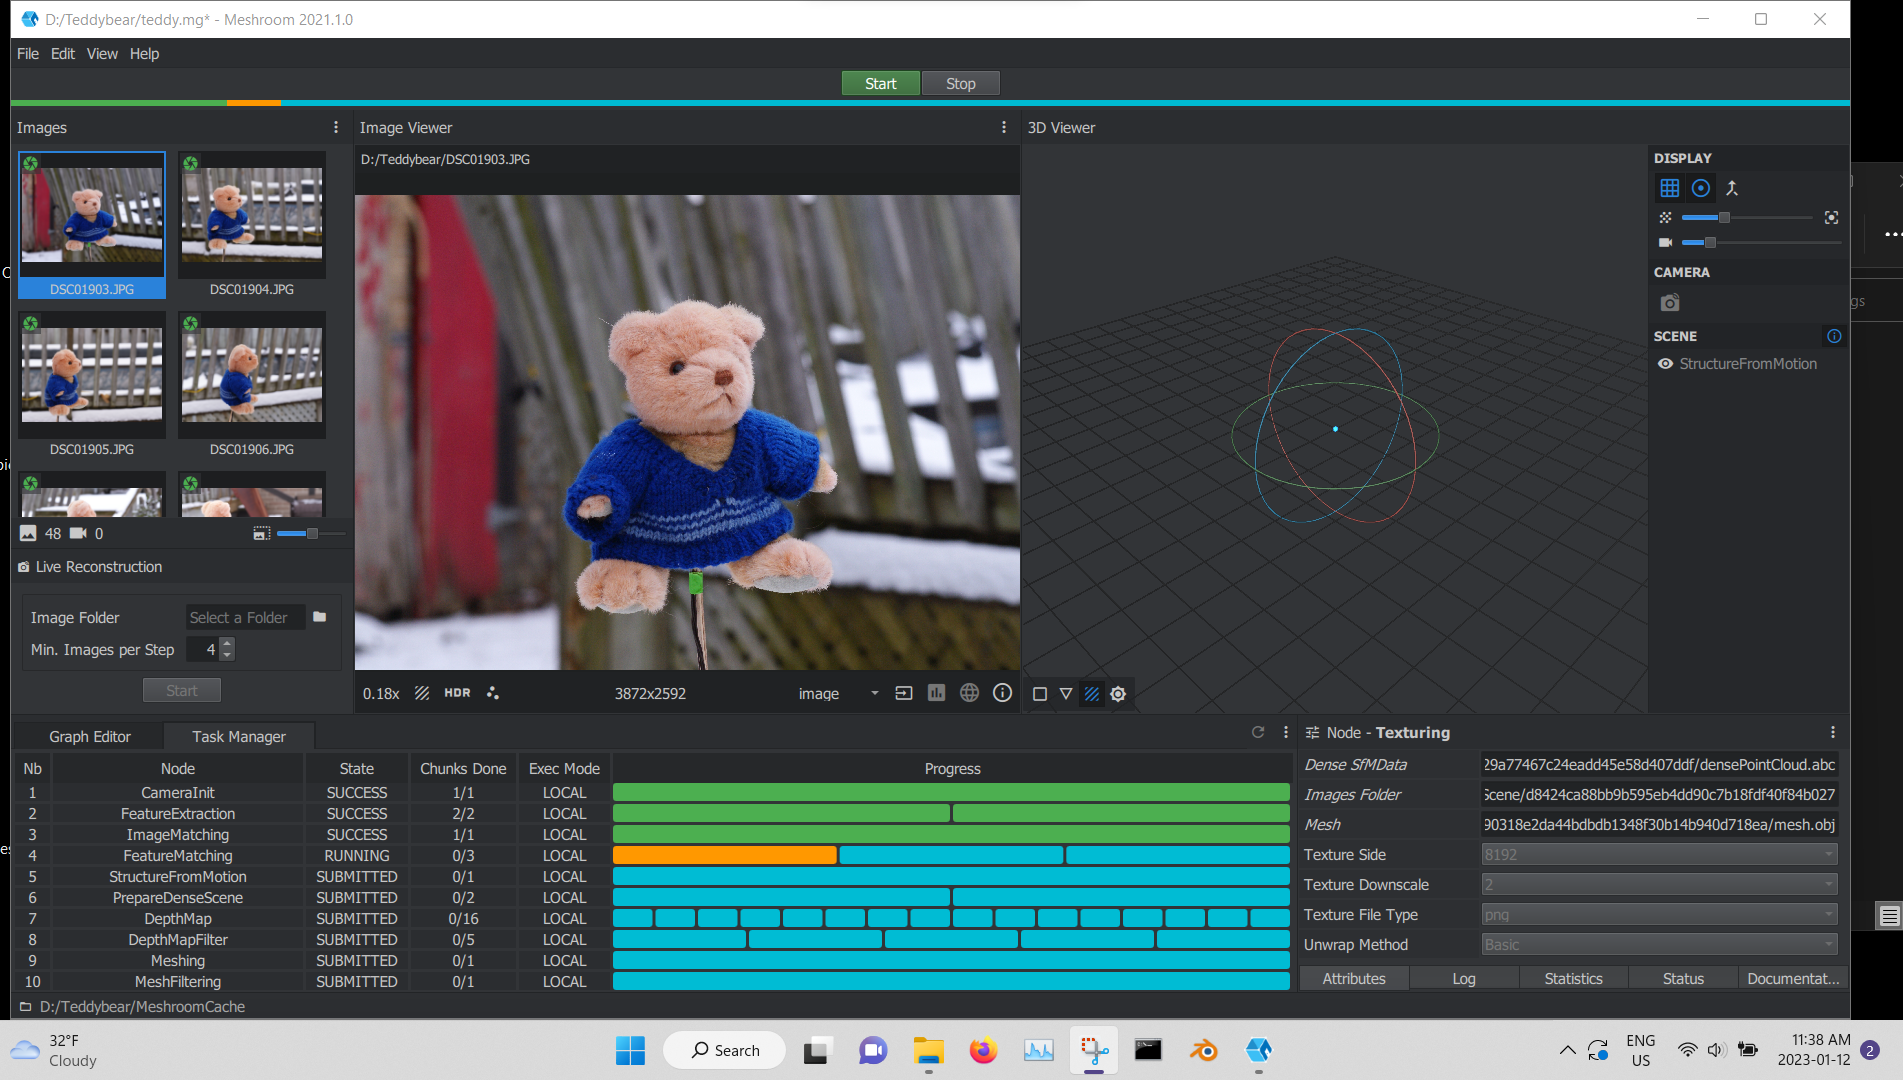 D:/Teddybear/teddy.mg* - Meshroom 2021.1.0
File Edit View Help
Start Stop
Images
Image Viewer
3D Viewer
D:/Teddybear/DSC01903.JPG
DISPLAY
DSC01903.JPG
DSC01904.JPG
CAMERA
SCENE
StructureFromMotion
DSC01905.JPG
DSC01906.JPG
48 0
Live Reconstruction
Image Folder Select a Folder
Min. Images per Step 4
Start
0.18x HDR 3872x2592 image
Graph Editor Task Manager
Nb Node State Chunks Done Exec Mode Progress
1 CameraInit SUCCESS 1/1 LOCAL
2 FeatureExtraction SUCCESS 2/2 LOCAL
3 ImageMatching SUCCESS 1/1 LOCAL
4 FeatureMatching RUNNING 0/3 LOCAL
5 StructureFromMotion SUBMITTED 0/1 LOCAL
6 PrepareDenseScene SUBMITTED 0/2 LOCAL
7 DepthMap SUBMITTED 0/16 LOCAL
8 DepthMapFilter SUBMITTED 0/5 LOCAL
9 Meshing SUBMITTED 0/1 LOCAL
10 MeshFiltering SUBMITTED 0/1 LOCAL
Node - Texturing
Dense SfMData 29a77467c24eadd45e58d407ddf/densePointCloud.abc
Images Folder Scene/d8424ca88bb9b595eb4dd90c7b18fdf40f84b027
Mesh 90318e2da44bdbdb1348f30b14b940d718ea/mesh.obj
Texture Side 8192
Texture Downscale 2
Texture File Type png
Unwrap Method Basic
Attributes Log Statistics Status Documentat...
D:/Teddybear/MeshroomCache
32°F
Cloudy
Search
ENG
US
11:38 AM
2023-01-12
2